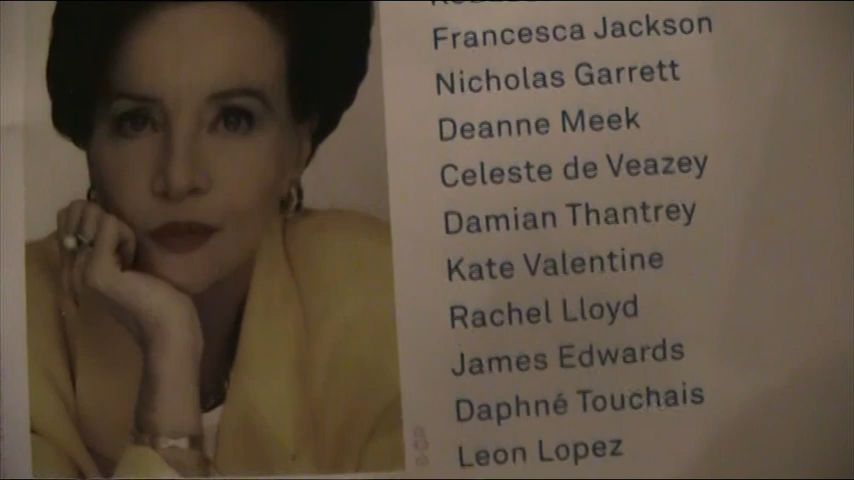 Francesca Jackson
Nicholas Garrett
Deanne Meek
Celeste de Veazey
Damian Thantrey
Kate Valentine
Rachel Lloyd
James Edwards
Daphné Touchais
Leon Lopez